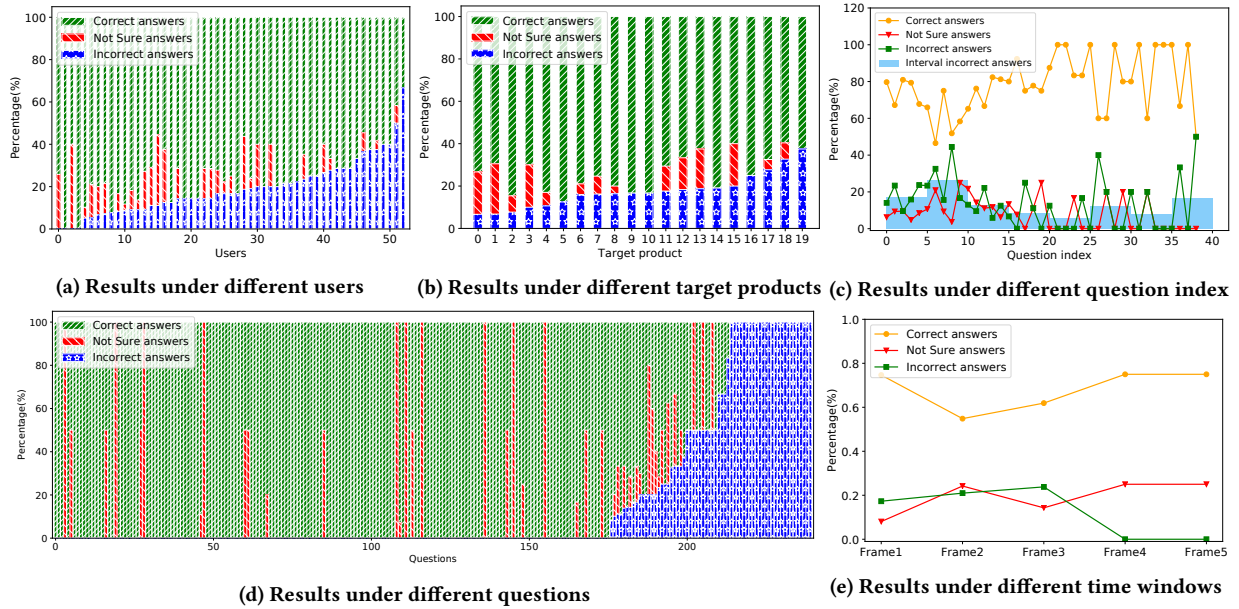 100
80
60
40
20
0
Percentage(%)
Correct answers
Not Sure answers
Incorrect answers
0 10 20 30 40 50
Users
(a) Results under different users
100
80
60
40
20
0
Percentage(%)
Correct answers
Not Sure answers
Incorrect answers
0 1 2 3 4 5 6 7 8 9 10 11 12 13 14 15 16 17 18 19
Target product
(b) Results under different target products
120
100
80
60
40
20
0
Percentage(%)
Correct answers
Not Sure answers
Incorrect answers
Interval incorrect answers
0 5 10 15 20 25 30 35 40
Question index
(c) Results under different question index
100
80
60
40
20
0
Percentage(%)
Correct answers
Not Sure answers
Incorrect answers
0 50 100 150 200
Questions
(d) Results under different questions
1.0
0.8
0.6
0.4
0.2
0.0
Percentage(%)
Correct answers
Not Sure answers
Incorrect answers
Frame1 Frame2 Frame3 Frame4 Frame5
(e) Results under different time windows